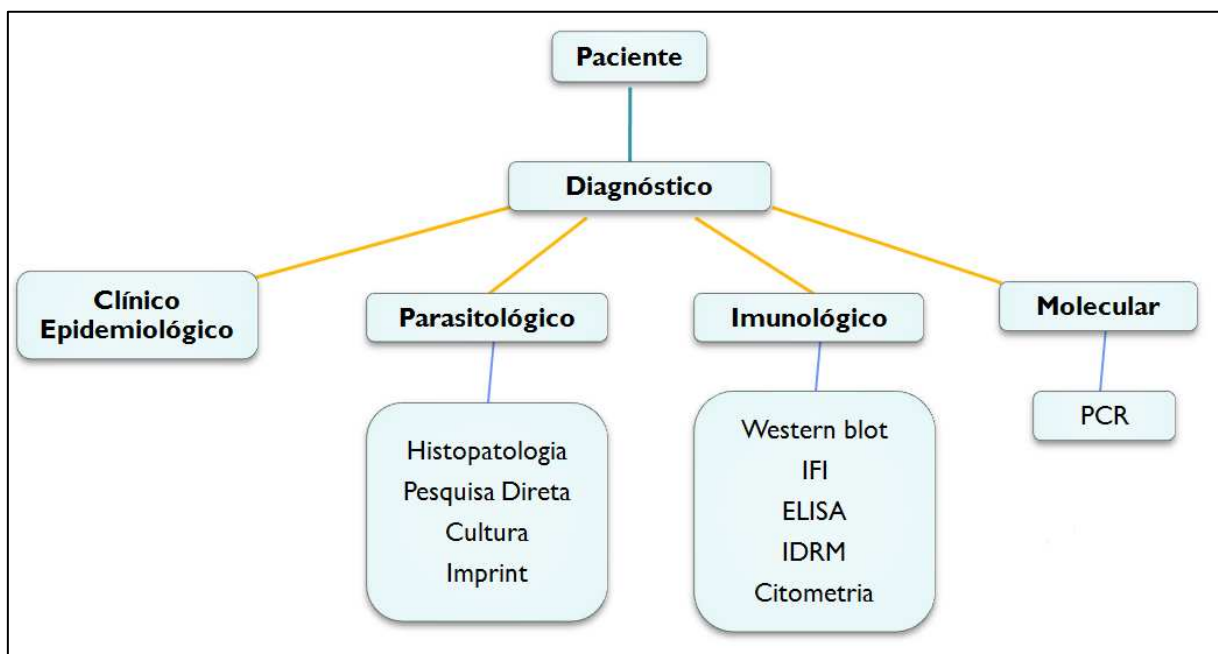 Paciente
Diagnóstico
Clínico
Epidemiológico
Parasitológico
Imunológico
Molecular
Histopatologia
Pesquisa Direta
Cultura
Imprint
Western blot
IFI
ELISA
IDRM
Citometria
PCR